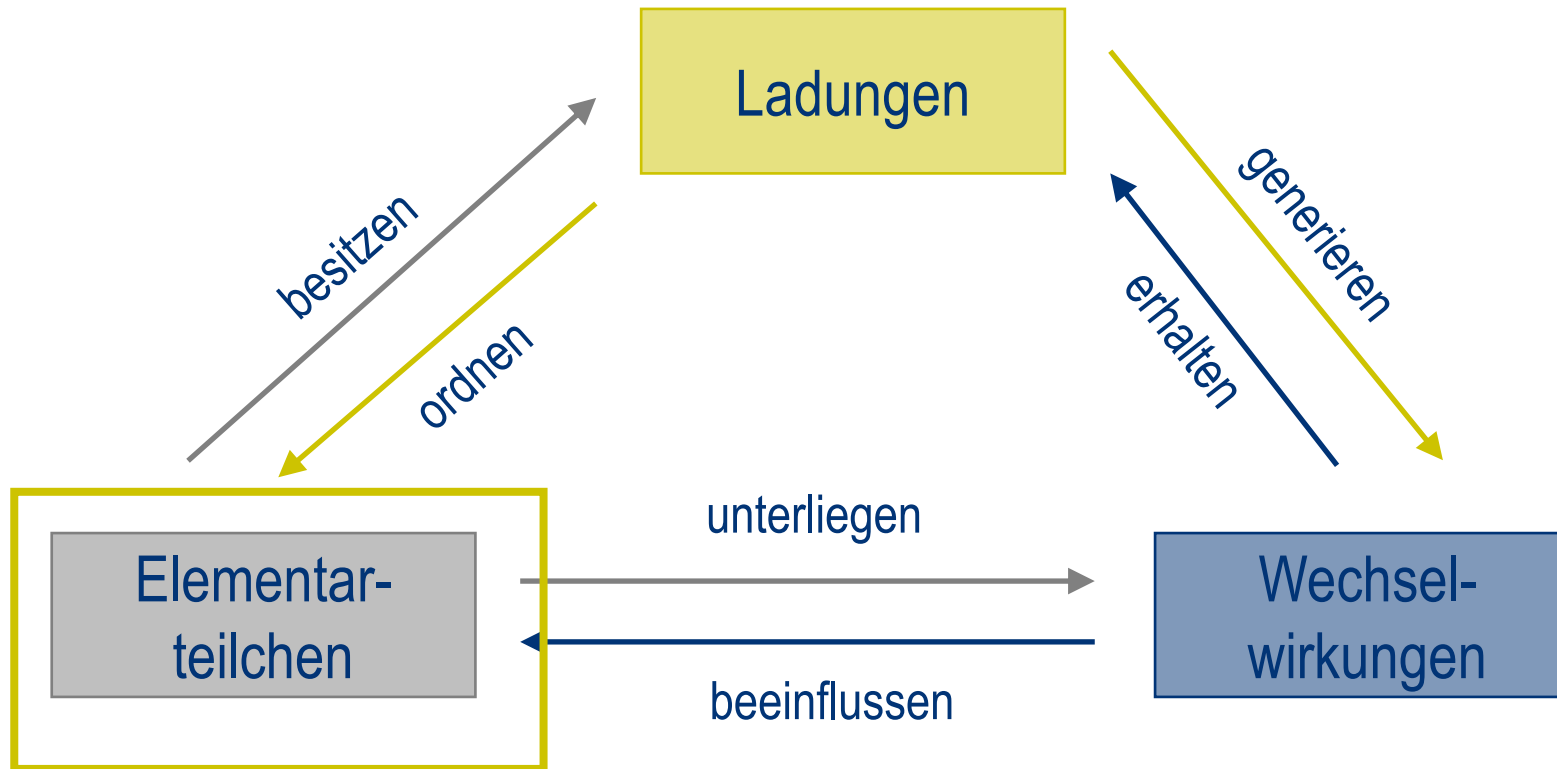 Ladungen
besitzen
ordnen
generieren
erhalten
unterliegen
Elementar-
teilchen
Wechsel-
wirkungen
beeinflussen